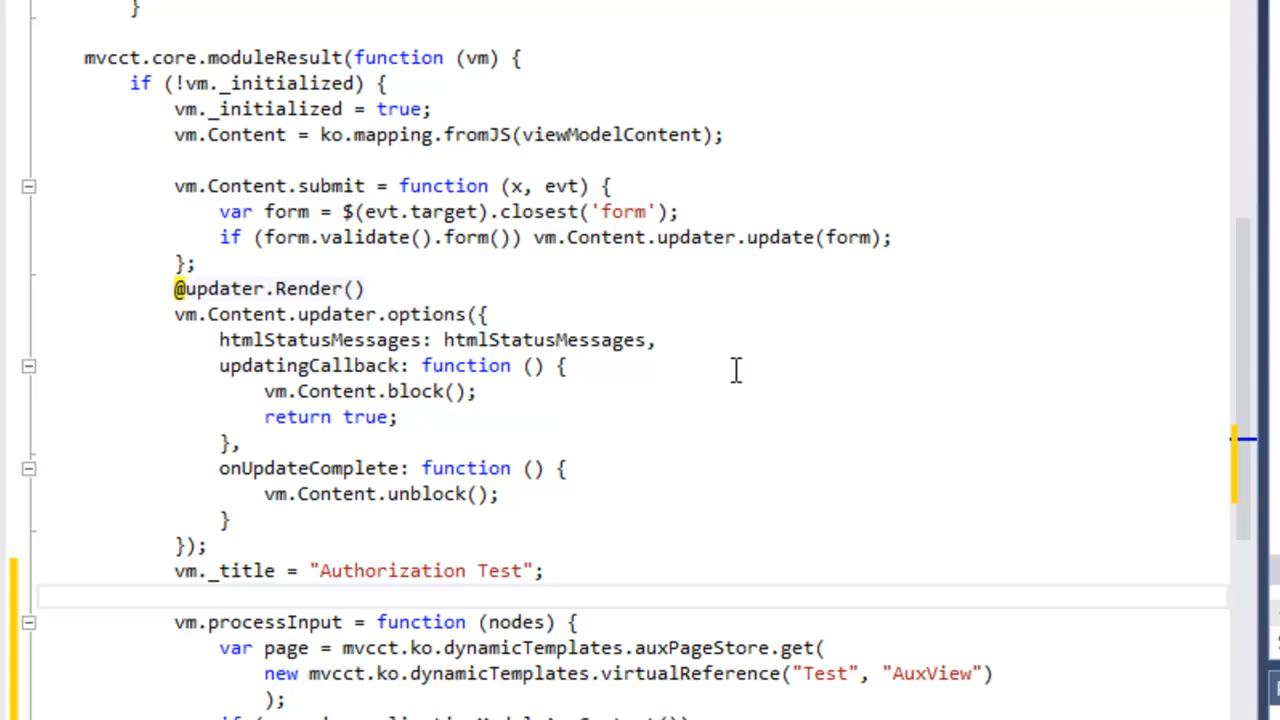 }
mvcct.core.moduleResult(function (vm) {
if (!vm._initialized) {
vm._initialized = true;
vm.Content = ko.mapping.fromJS(viewModelContent);
vm.Content.submit = function (x, evt) {
var form = $(evt.target).closest('form');
if (form.validate().form()) vm.Content.updater.update(form);
};
@updater.Render()
vm.Content.updater.options({
htmlStatusMessages: htmlStatusMessages,
updatingCallback: function () {
vm.Content.block();
return true;
},
onUpdateComplete: function () {
vm.Content.unblock();
}
});
vm._title = "Authorization Test";
vm.processInput = function (nodes) {
var page = mvcct.ko.dynamicTemplates.auxPageStore.get(
new mvcct.ko.dynamicTemplates.virtualReference("Test", "AuxView")
);